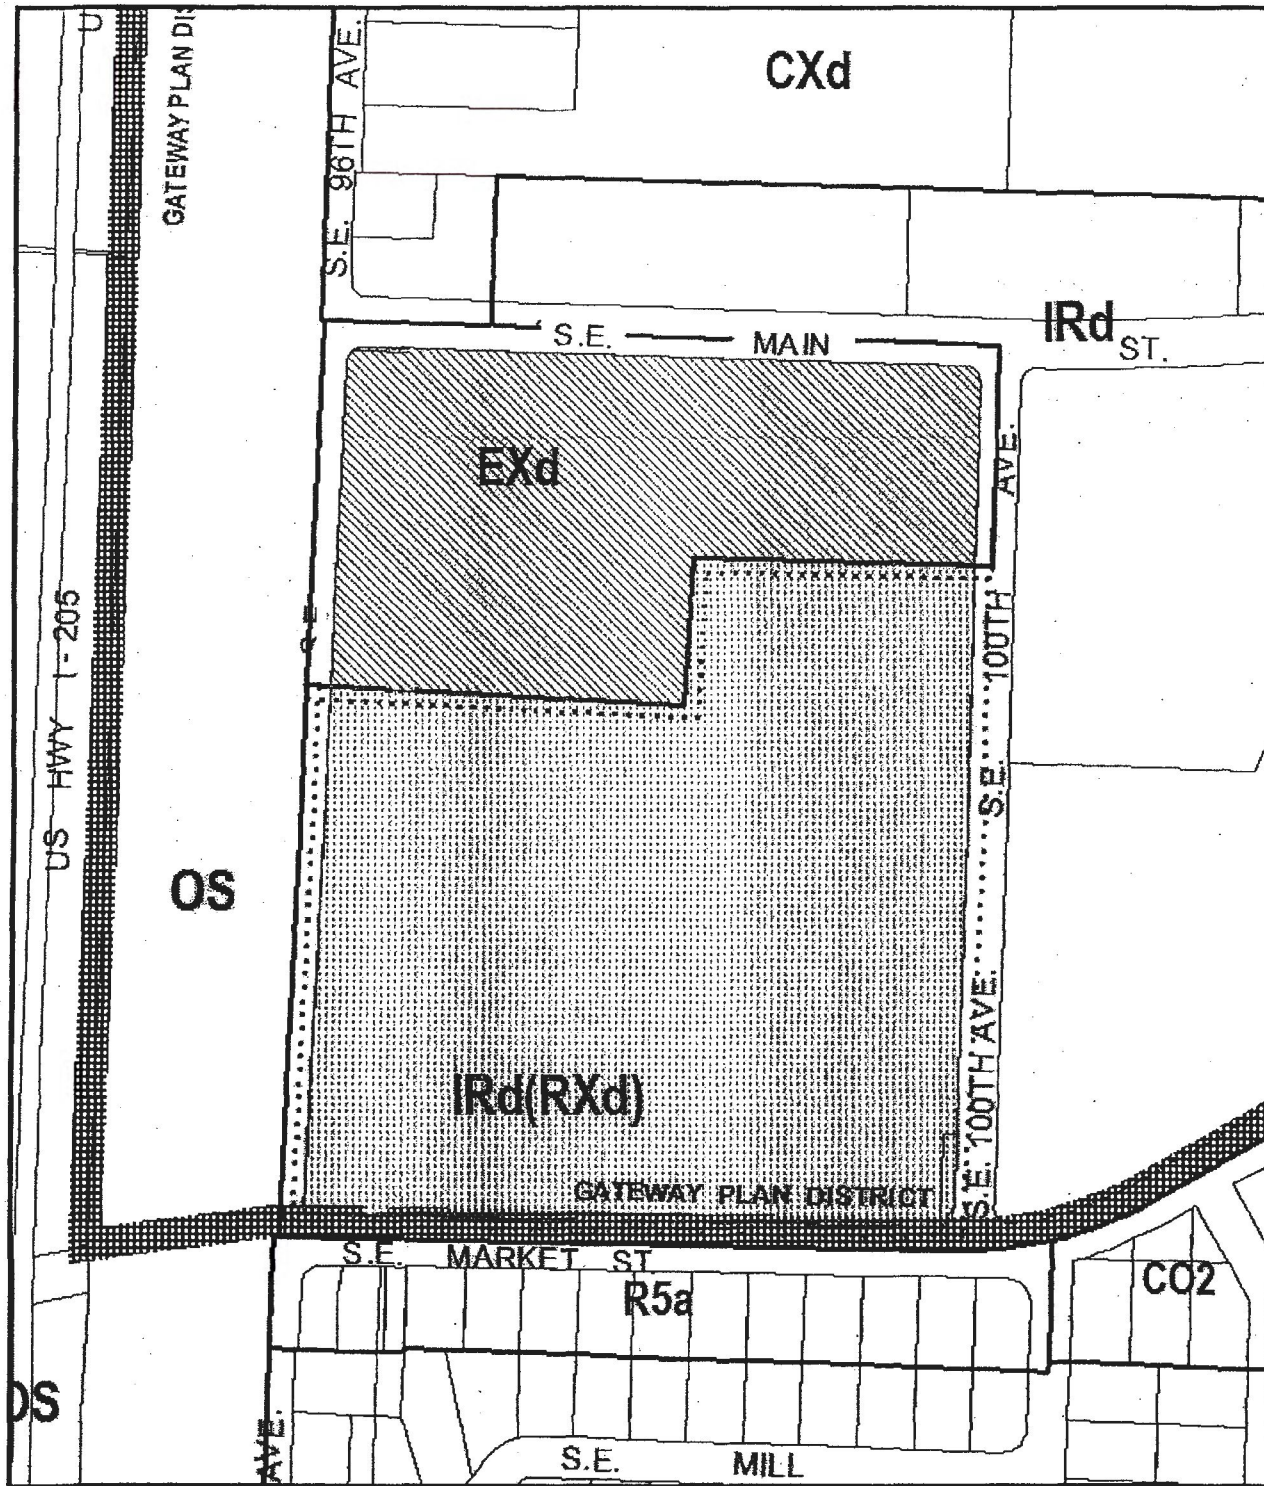 U
GATEWAY PLAN DIS
S.E. 96TH AVE.
CXd
IRd
S.E. MAIN ST.
EXd
AVE.
S.E. 100TH
US HWY I-205
OS
S.E. 100TH AVE.
IRd(RXd)
GATEWAY PLAN DISTRICT
S.E. MARKET ST
R5a
CO2
OS
AVE.
S.E. MILL